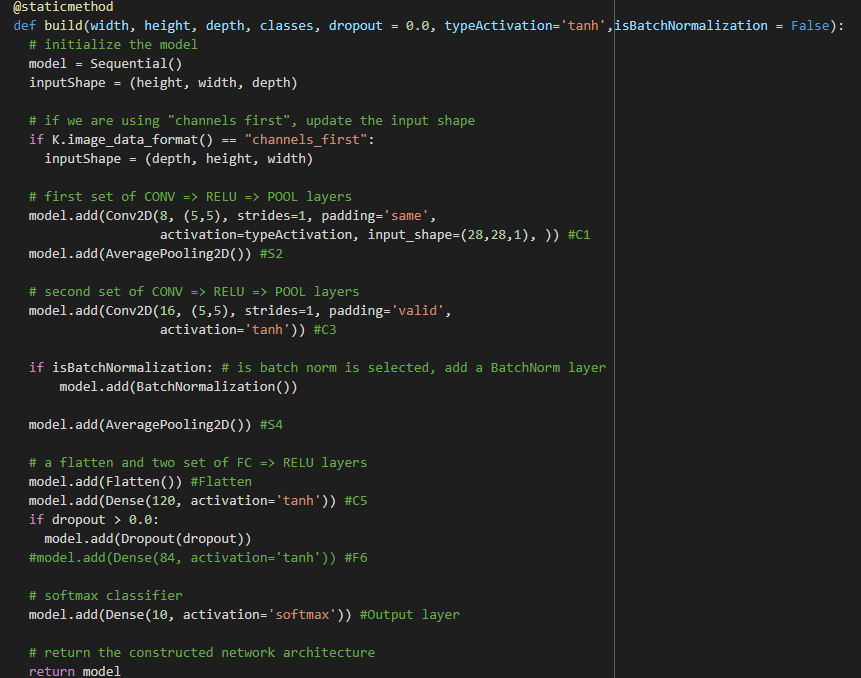 @staticmethod
def build(width, height, depth, classes, dropout = 0.0, typeActivation='tanh',isBatchNormalization = False):
# initialize the model
model = Sequential()
inputShape = (height, width, depth)
# if we are using "channels first", update the input shape
if K.image_data_format() == "channels_first":
inputShape = (depth, height, width)
# first set of CONV => RELU => POOL layers
model.add(Conv2D(8, (5,5), strides=1, padding='same',
activation=typeActivation, input_shape=(28,28,1), )) #C1
model.add(AveragePooling2D()) #S2
# second set of CONV => RELU => POOL layers
model.add(Conv2D(16, (5,5), strides=1, padding='valid',
activation='tanh')) #C3
if isBatchNormalization: # is batch norm is selected, add a BatchNorm layer
model.add(BatchNormalization())
model.add(AveragePooling2D()) #S4
# a flatten and two set of FC => RELU layers
model.add(Flatten()) #Flatten
model.add(Dense(120, activation='tanh')) #C5
if dropout > 0.0:
model.add(Dropout(dropout))
#model.add(Dense(84, activation='tanh')) #F6
# softmax classifier
model.add(Dense(10, activation='softmax')) #Output layer
# return the constructed network architecture
return model